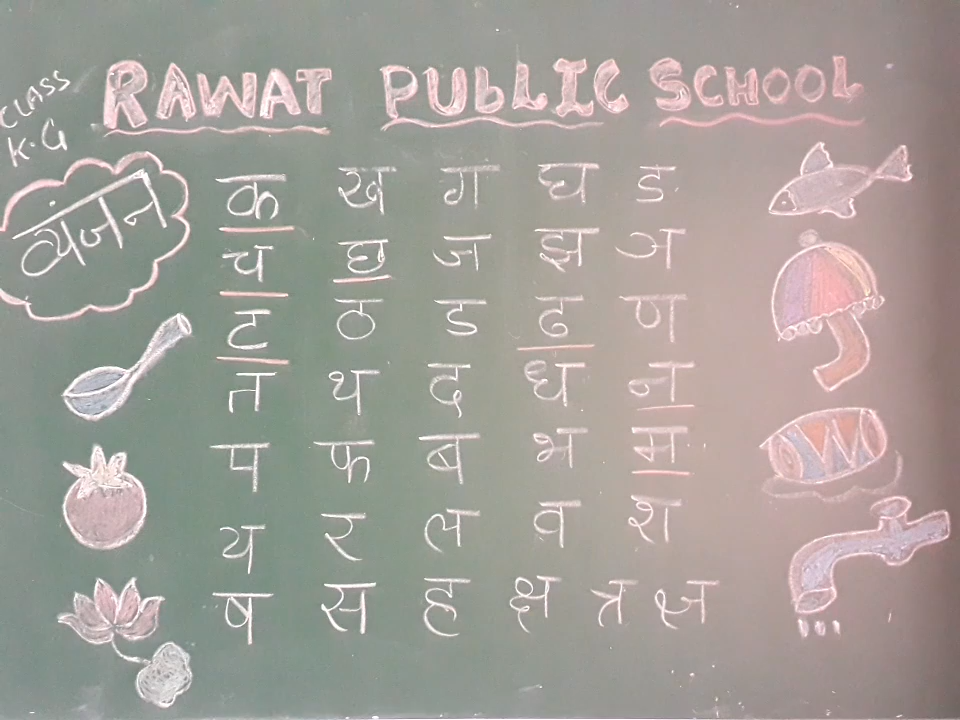 CLASS K.G
RAWAT PUBLIC SCHOOL
व्यंजन
क ख ग घ ङ
च छ ज झ ञ
ट ठ ड ढ ण
त थ द ध न
प फ ब भ म
य र ल व श
ष स ह क्ष त्र ज्ञ